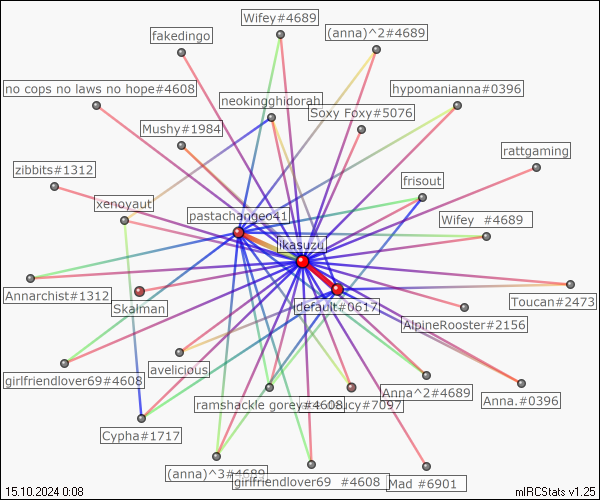 Wifey#4689
(anna)^2#4689
fakedingo
no cops no laws no hope#4608
hypomanianna#0396
neokingghidorah
Soxy Foxy#5076
Mushy#1984
rattgaming
zibbits#1312
frisout
xenoyaut
pastachangeo41
Wifey #4689
ikasuzu
Annarchist#1312
Skalman
default#0617
Toucan#2473
AlpineRooster#2156
avelicious
girlfriendlover69#4608
Anna^2#4689
Anna.#0396
ramshackle gorey#4608
#7097
Cypha#1717
(anna)^3#4689
girlfriendlover69 #4608
Mad #6901
15.10.2024 0:08
mIRCStats v1.25